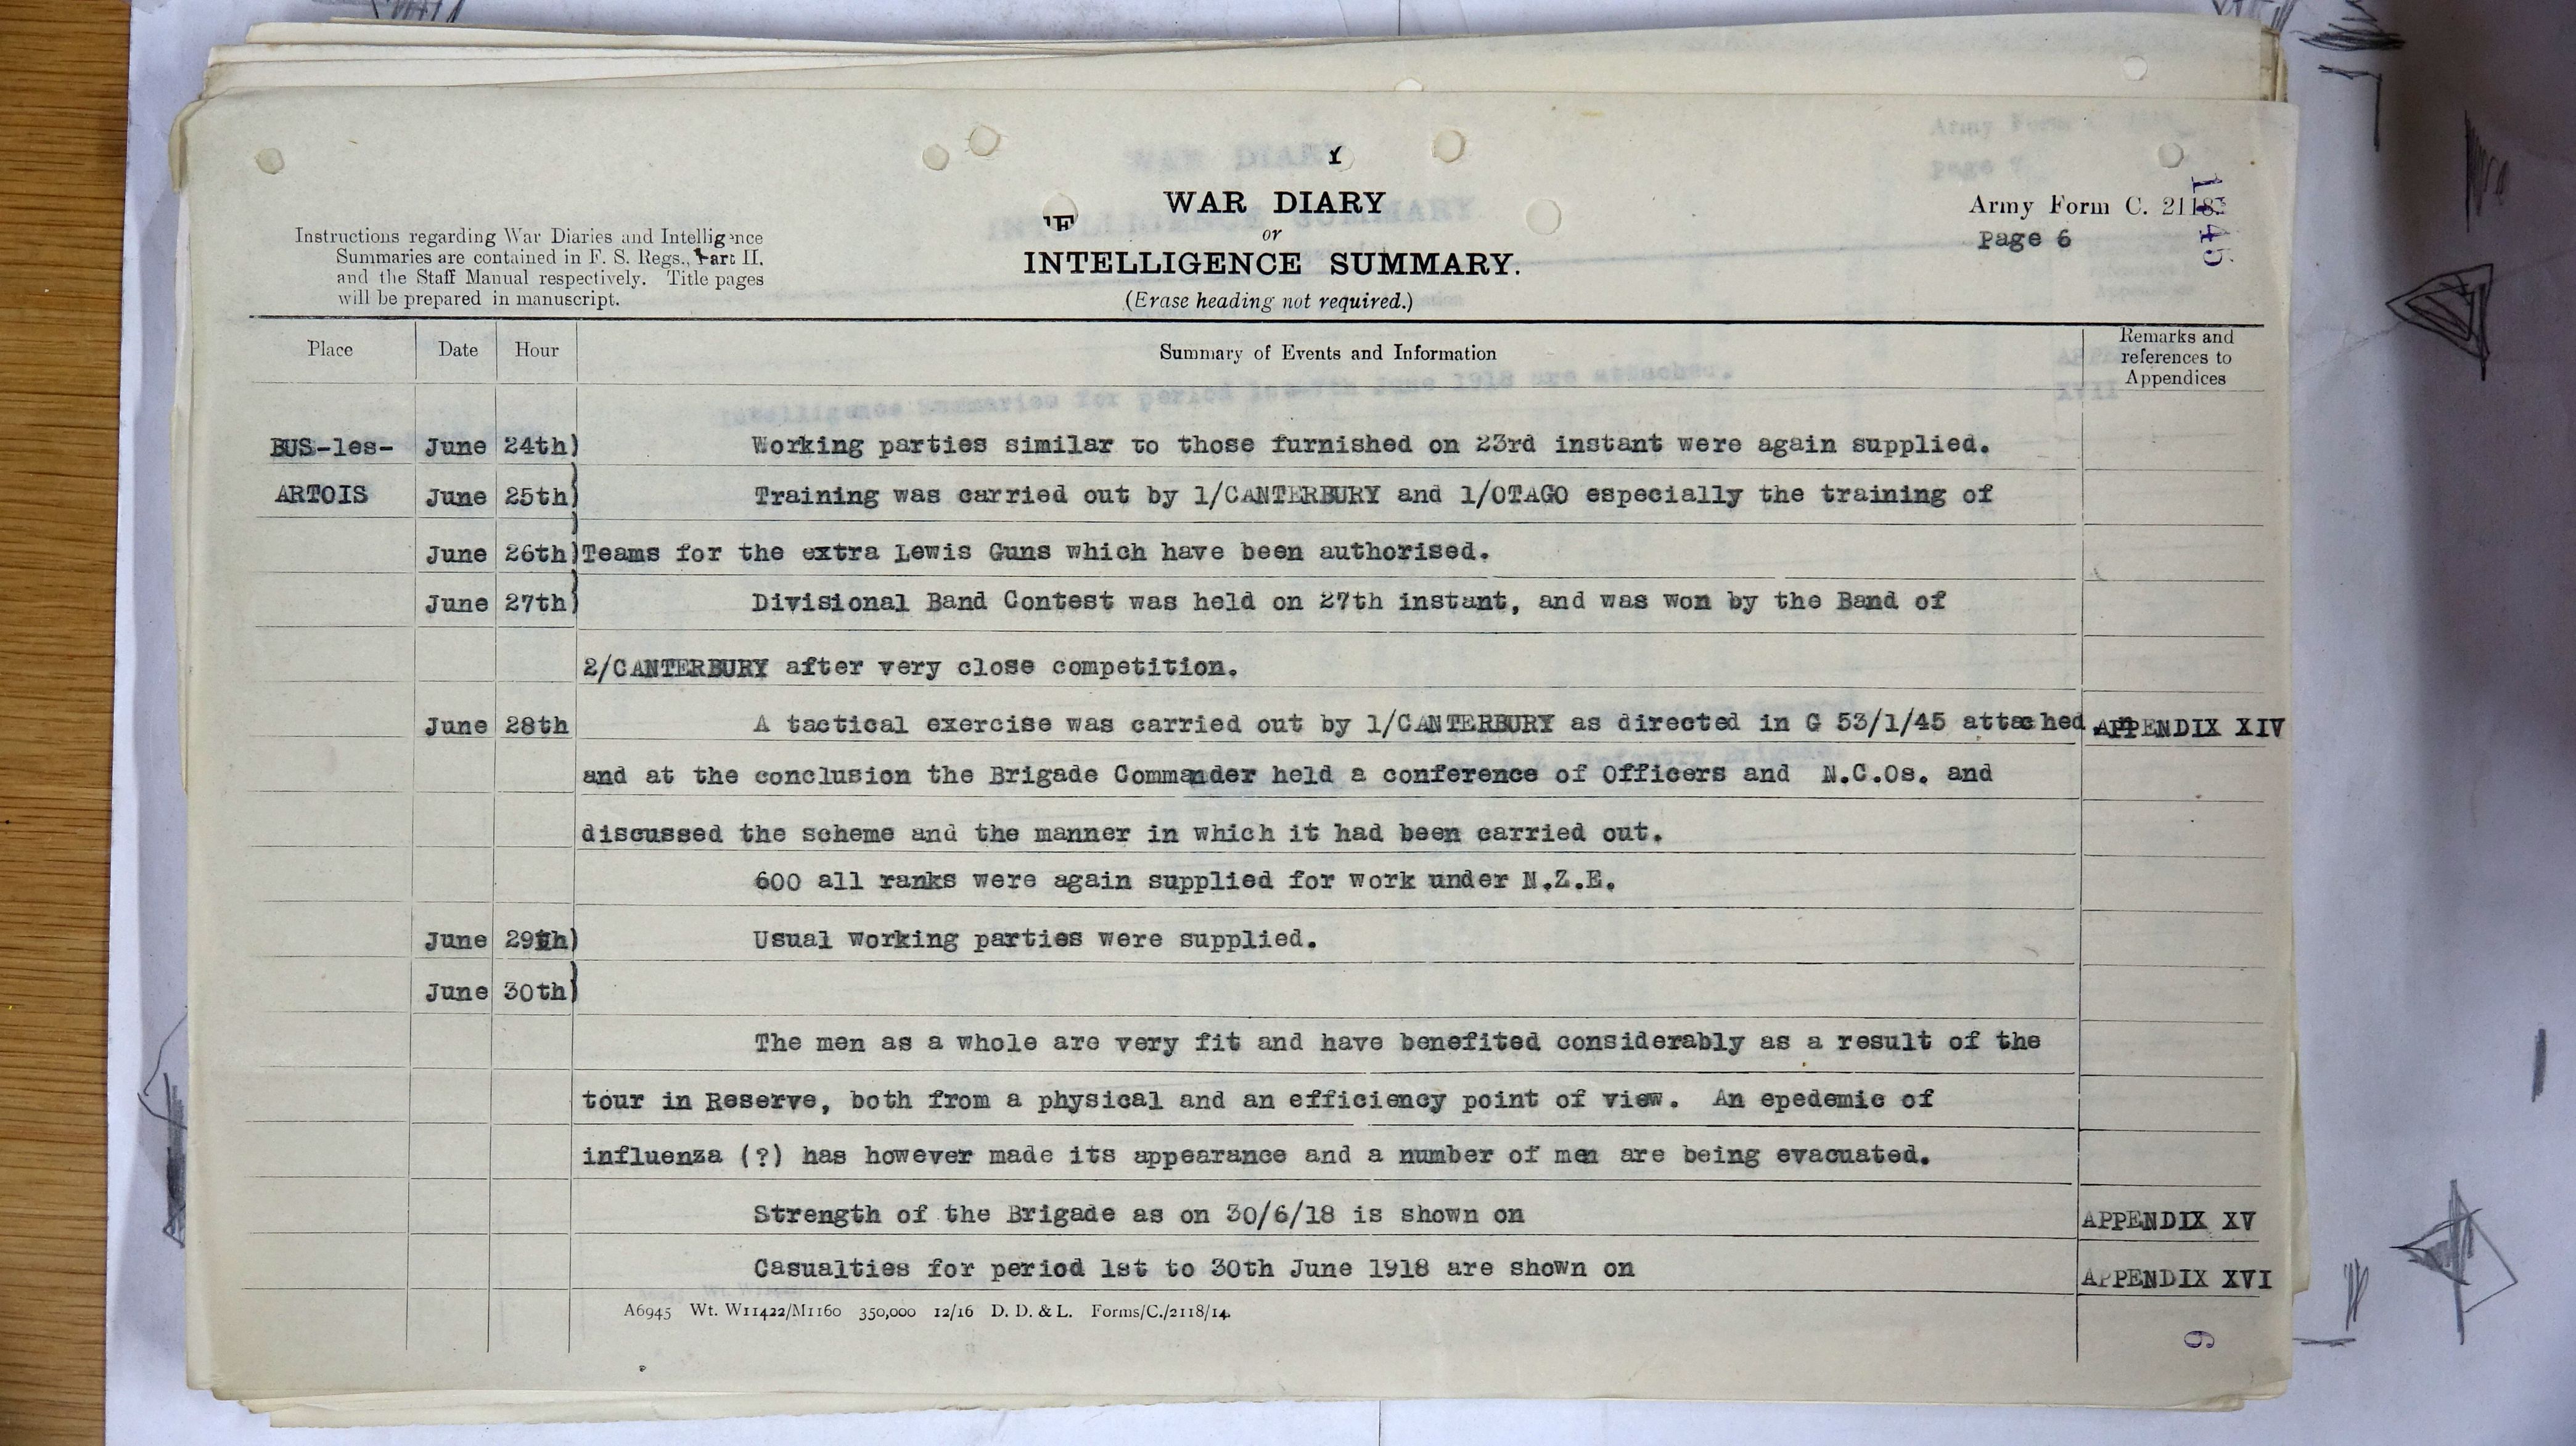 WAR DIARY
or
INTELLIGENCE SUMMARY.
(Erase heading not required.)
Instructions regarding War Diaries and Intelligence
Summaries are contained in F. S. Regs., Part II.
and the Staff Manual respectively. Title pages
will be prepared in manuscript.
Army Form C. 2118.
Page 6
1145
Place Date Hour Summary of Events and Information Remarks and references to Appendices
BUS-les- June 24th) Working parties similar to those furnished on 23rd instant were again supplied.
ARTOIS June 25th) Training was carried out by 1/CANTERBURY and 1/OTAGO especially the training of
June 26th) Teams for the extra Lewis Guns which have been authorised.
June 27th) Divisional Band Contest was held on 27th instant, and was won by the Band of
2/CANTERBURY after very close competition.
June 28th A tactical exercise was carried out by 1/CANTERBURY as directed in G 53/1/45 attached APPENDIX XIV
and at the conclusion the Brigade Commander held a conference of Officers and N.C.Os. and
discussed the scheme and the manner in which it had been carried out.
600 all ranks were again supplied for work under N.Z.E.
June 29th) Usual working parties were supplied.
June 30th)
The men as a whole are very fit and have benefited considerably as a result of the
tour in Reserve, both from a physical and an efficiency point of view. An epedemic of
influenza (?) has however made its appearance and a number of men are being evacuated.
Strength of the Brigade as on 30/6/18 is shown on APPENDIX XV
Casualties for period 1st to 30th June 1918 are shown on APPENDIX XVI
A6945 Wt. W11422/M1160 350,000 12/16 D. D. & L. Forms/C./2118/14.
6